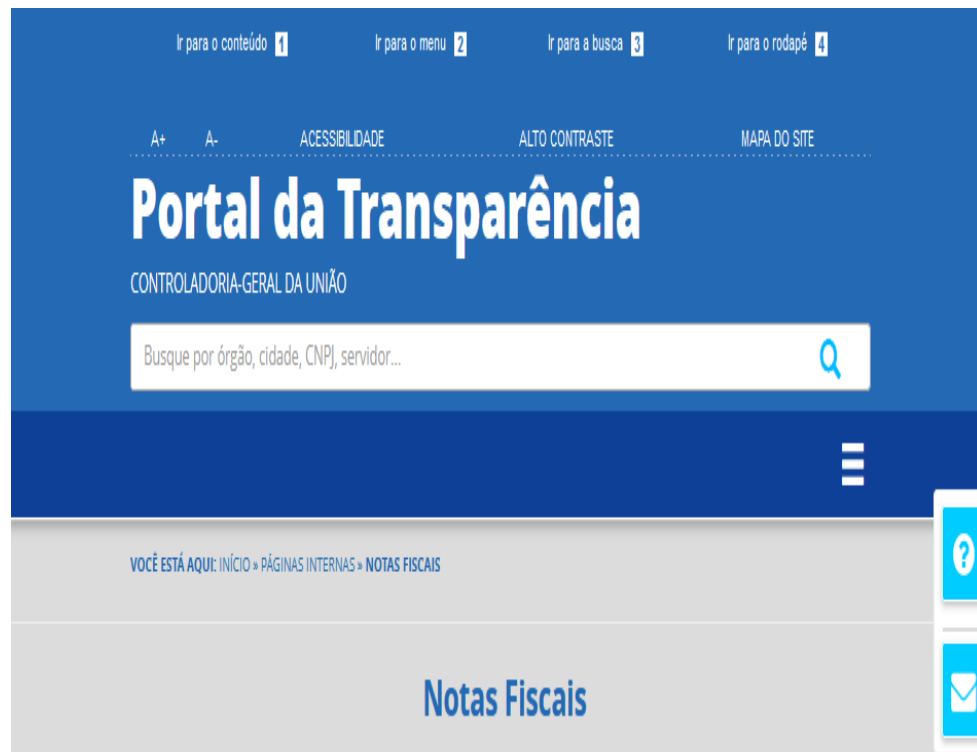 Ir para o conteúdo 1 Ir para o menu 2 Ir para a busca 3 Ir para o rodapé 4
A+ A- ACESSIBILIDADE ALTO CONTRASTE MAPA DO SITE
Portal da Transparência
CONTROLADORIA-GERAL DA UNIÃO
Busque por órgão, cidade, CNPJ, servidor...
VOCÊ ESTÁ AQUI: INÍCIO » PÁGINAS INTERNAS » NOTAS FISCAIS
?
Notas Fiscais